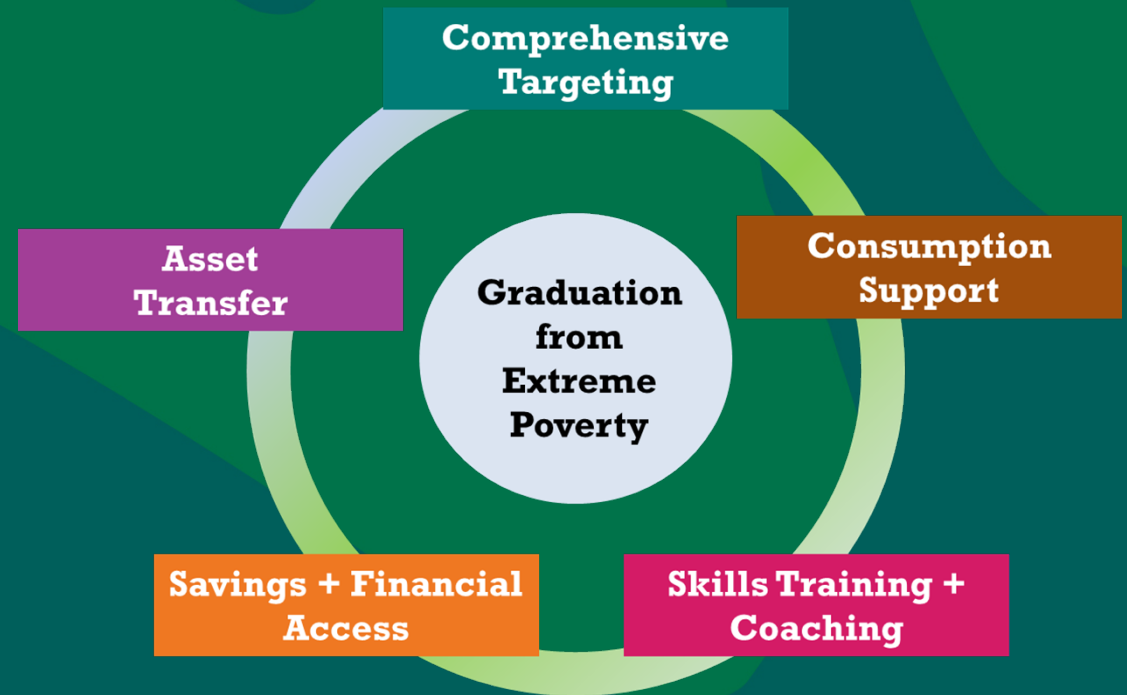 Comprehensive
Targeting
Consumption
Support
Skills Training +
Coaching
Savings + Financial
Access
Asset
Transfer
Graduation
from
Extreme
Poverty